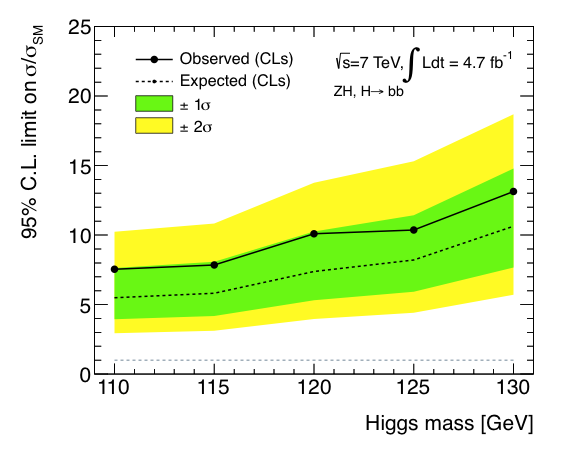 95% C.L. limit on σ/σSM
25
20
15
10
5
0
Observed (CLs)
Expected (CLs)
± 1σ
± 2σ
√s=7 TeV, ∫ Ldt = 4.7 fb⁻¹
ZH, H→ bb
110 115 120 125 130
Higgs mass [GeV]